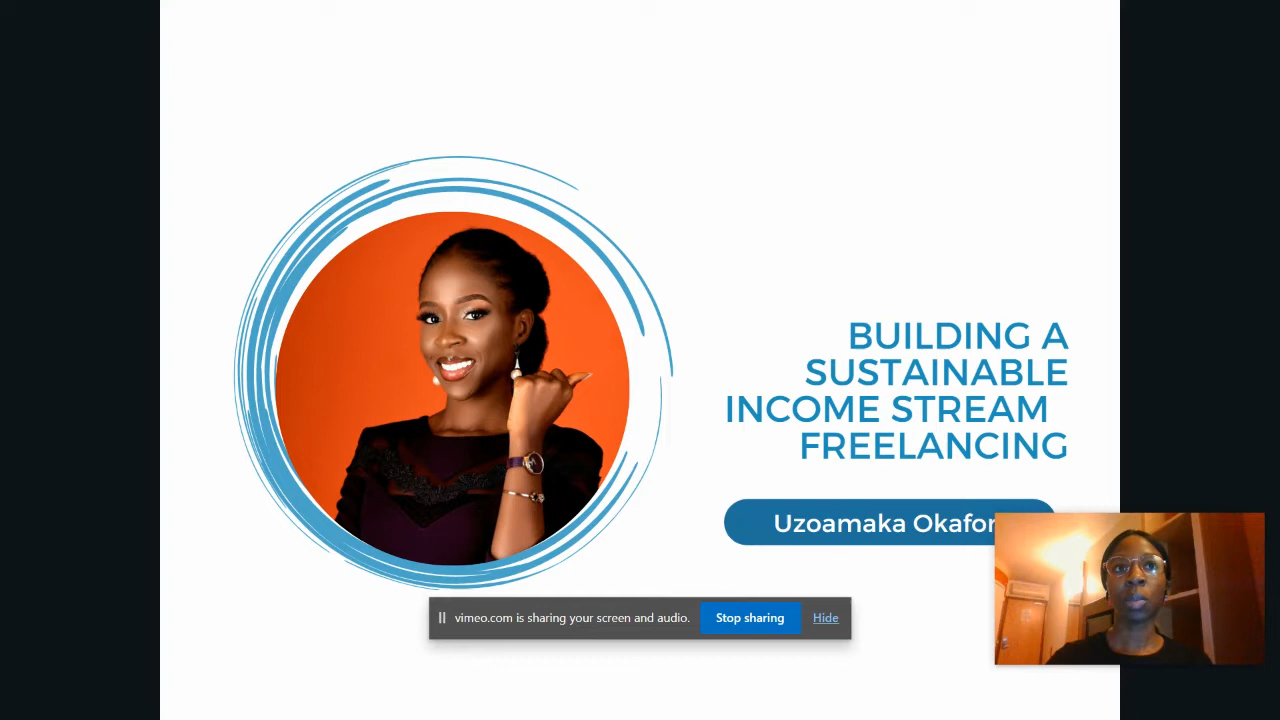 BUILDING A
SUSTAINABLE
INCOME STREAM
FREELANCING
Uzoamaka Okafor
vimeo.com is sharing your screen and audio.
Stop sharing
Hide